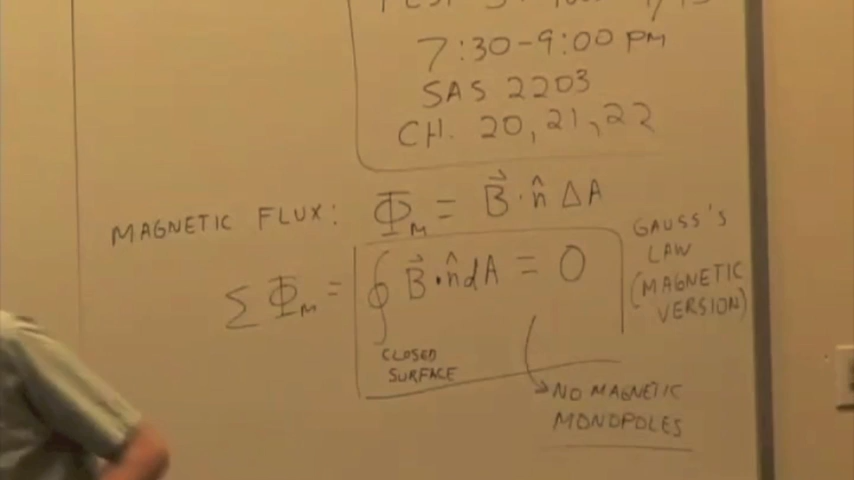 7:30-9:00 PM
SAS 2203
CH. 20, 21, 22
MAGNETIC FLUX: Φ_M = B⃗ · n̂ ΔA
Σ Φ_M = ∮ B⃗ · n̂ dA = 0
CLOSED
SURFACE
GAUSS'S
LAW
(MAGNETIC
VERSION)
NO MAGNETIC
MONOPOLES